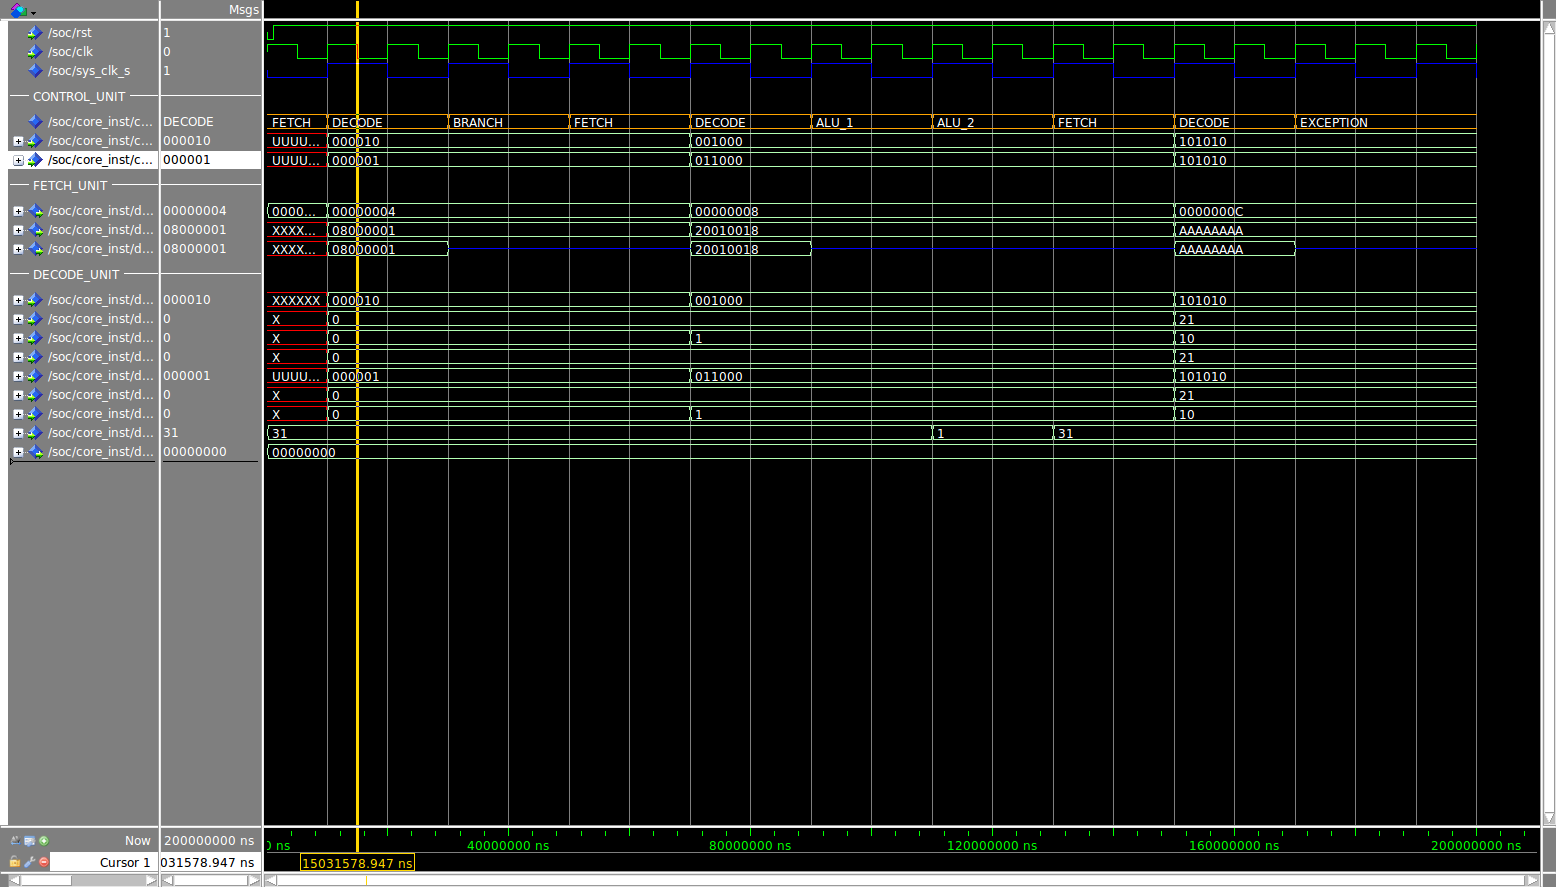 Msgs
/soc/rst 1
/soc/clk 0
/soc/sys_clk_s 1
CONTROL_UNIT
/soc/core_inst/c... DECODE FETCH DECODE BRANCH FETCH DECODE ALU_1 ALU_2 FETCH DECODE EXCEPTION
/soc/core_inst/c... 000010 UUUU... 000010 001000 101010
/soc/core_inst/c... 000001 UUUU... 000001 011000 101010
FETCH_UNIT
/soc/core_inst/d... 00000004 0000... 00000004 00000008 0000000C
/soc/core_inst/d... 08000001 XXXX... 08000001 20010018 AAAAAAAA
/soc/core_inst/d... 08000001 XXXX... 08000001 20010018 AAAAAAAA
DECODE_UNIT
/soc/core_inst/d... 000010 XXXXXX 000010 001000 101010
/soc/core_inst/d... 0 X 0 21
/soc/core_inst/d... 0 X 0 1 10
/soc/core_inst/d... 0 X 0 21
/soc/core_inst/d... 000001 UUUU... 000001 011000 101010
/soc/core_inst/d... 0 X 0 21
/soc/core_inst/d... 0 X 0 1 10
/soc/core_inst/d... 31 31 1 31
/soc/core_inst/d... 00000000 00000000
Now 200000000 ns 0 ns 40000000 ns 80000000 ns 120000000 ns 160000000 ns 200000000 ns
Cursor 1 031578.947 ns 15031578.947 ns